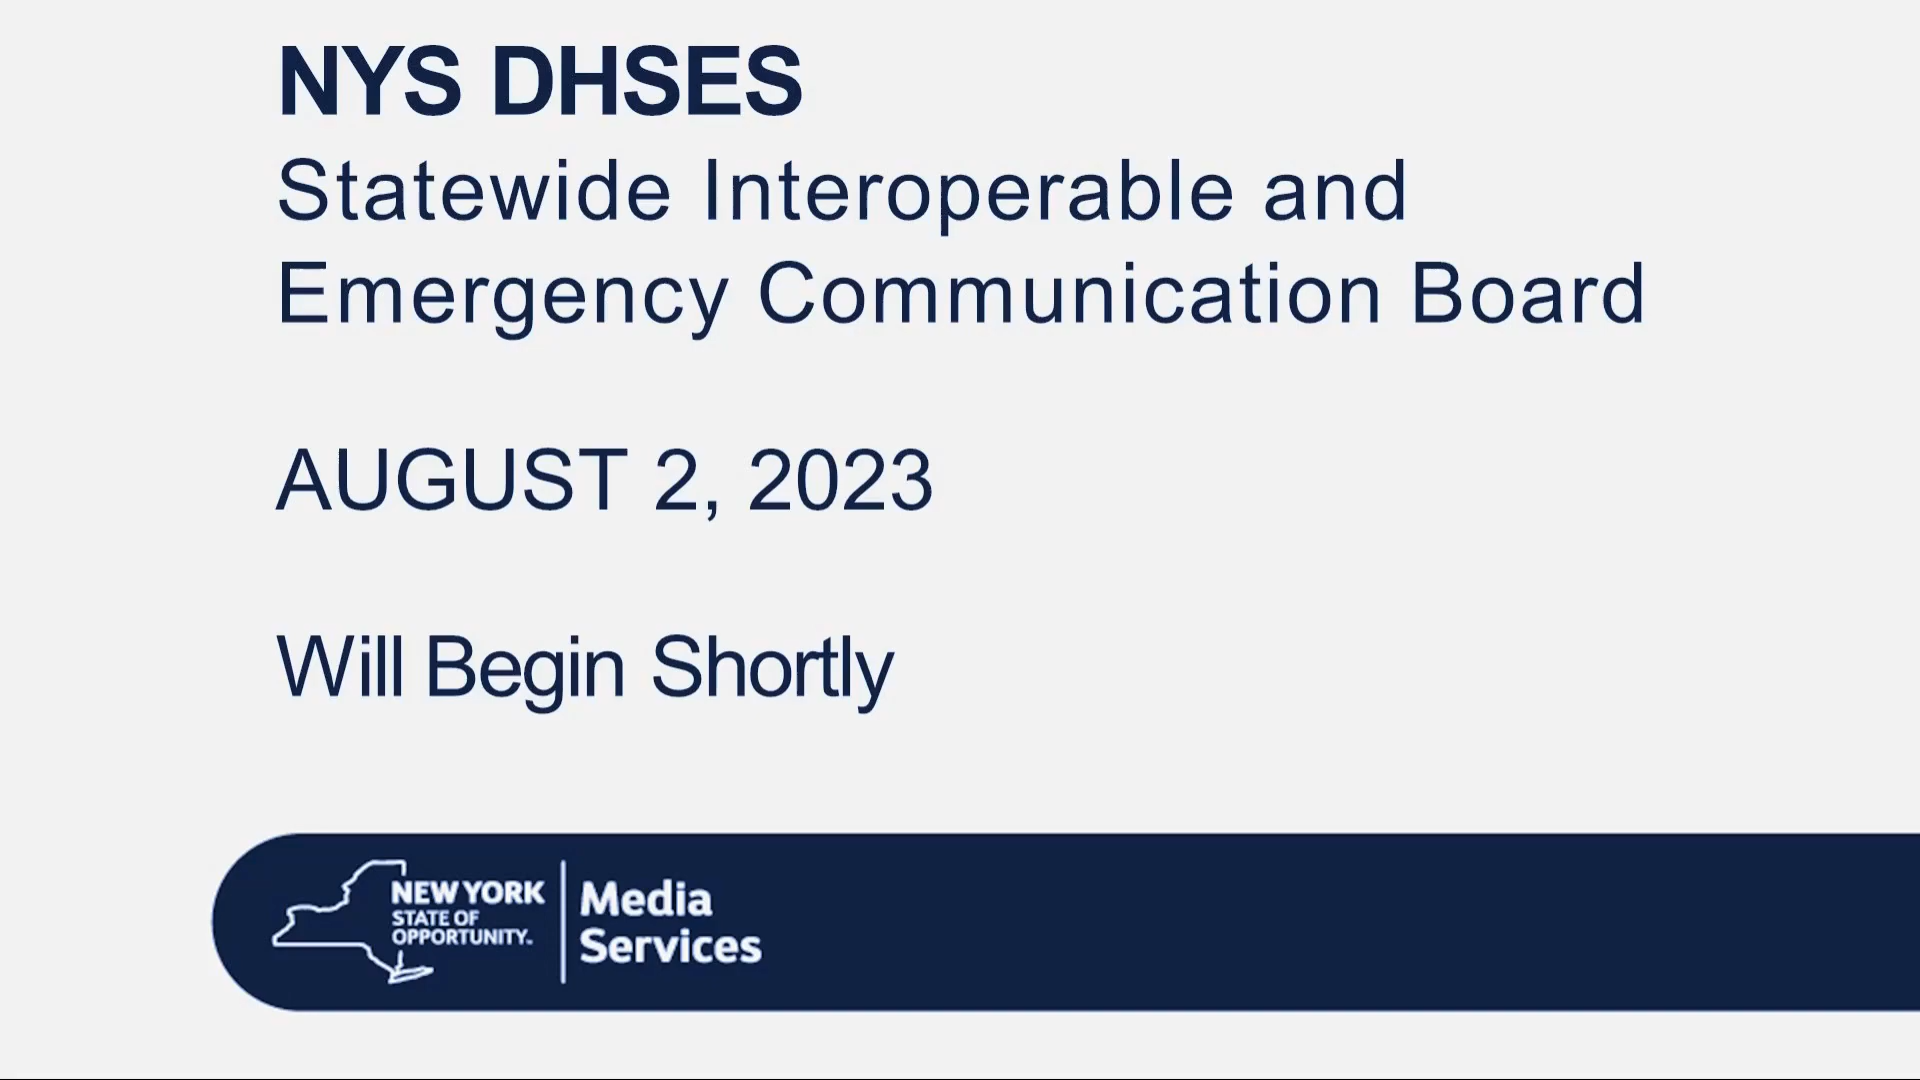 NYS DHSES
Statewide Interoperable and
Emergency Communication Board
AUGUST 2, 2023
Will Begin Shortly
NEW YORK
STATE OF
OPPORTUNITY.
Media
Services